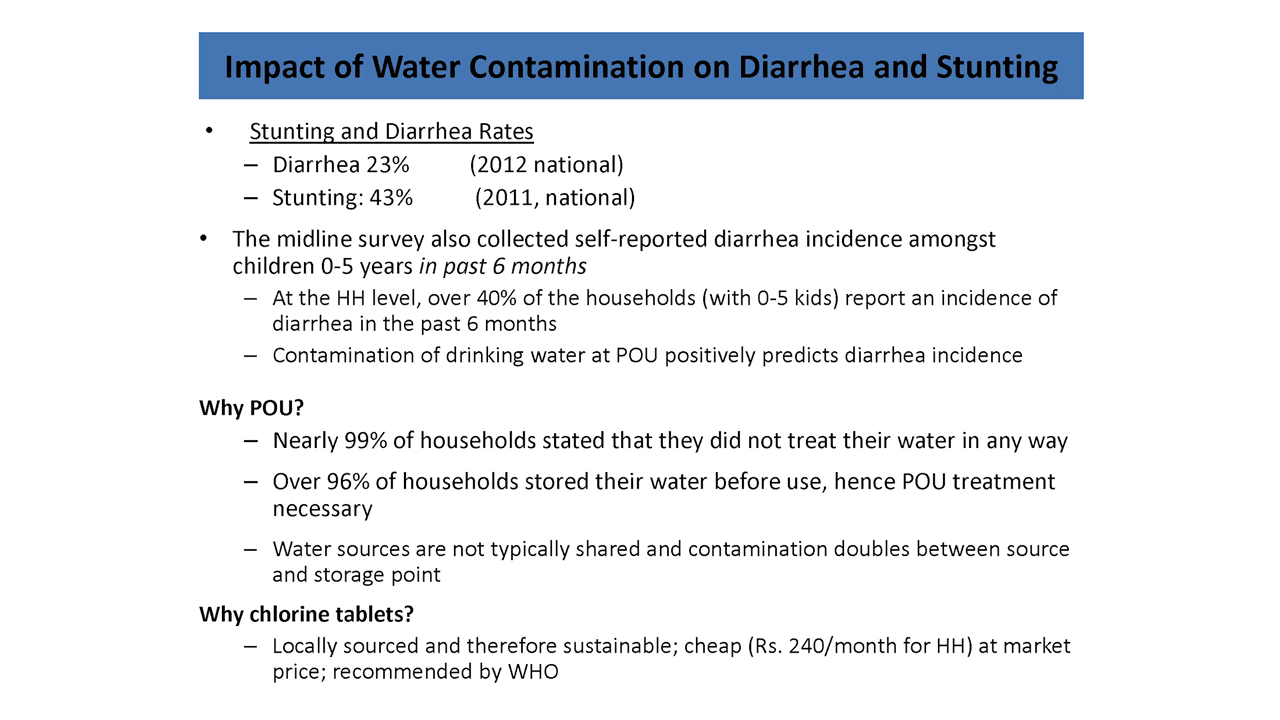 Impact of Water Contamination on Diarrhea and Stunting
• Stunting and Diarrhea Rates
– Diarrhea 23% (2012 national)
– Stunting: 43% (2011, national)
• The midline survey also collected self-reported diarrhea incidence amongst
children 0-5 years in past 6 months
– At the HH level, over 40% of the households (with 0-5 kids) report an incidence of
diarrhea in the past 6 months
– Contamination of drinking water at POU positively predicts diarrhea incidence
Why POU?
– Nearly 99% of households stated that they did not treat their water in any way
– Over 96% of households stored their water before use, hence POU treatment
necessary
– Water sources are not typically shared and contamination doubles between source
and storage point
Why chlorine tablets?
– Locally sourced and therefore sustainable; cheap (Rs. 240/month for HH) at market
price; recommended by WHO